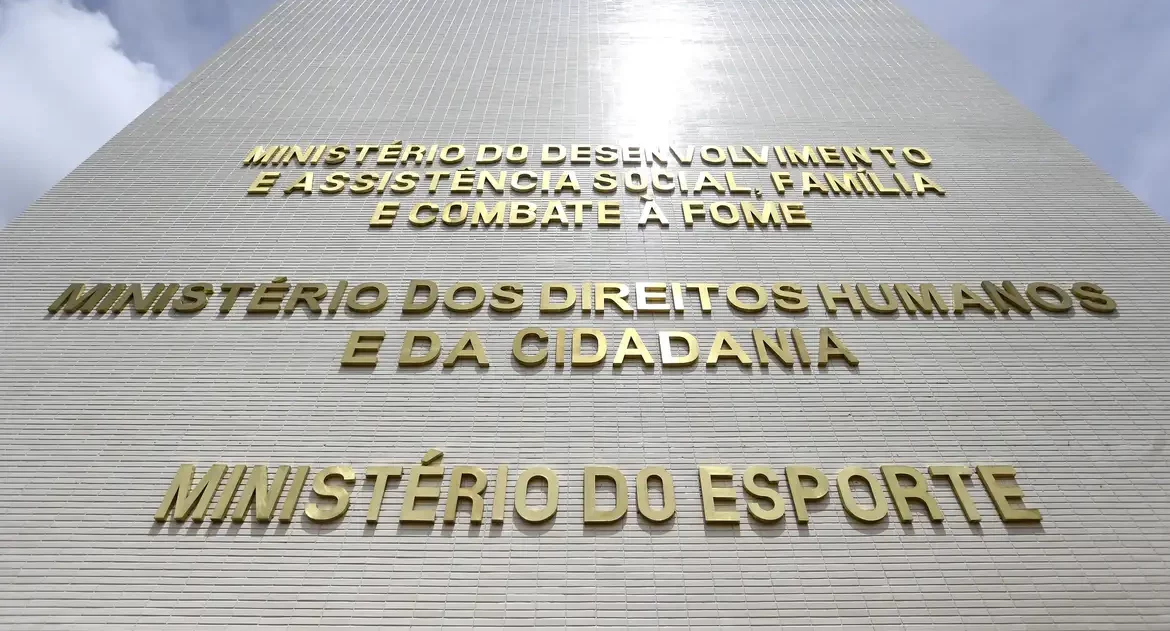 MINISTÉRIO DO DESENVOLVIMENTO
E ASSISTÊNCIA SOCIAL, FAMÍLIA
E COMBATE À FOME
MINISTÉRIO DOS DIREITOS HUMANOS
E DA CIDADANIA
MINISTÉRIO DO ESPORTE